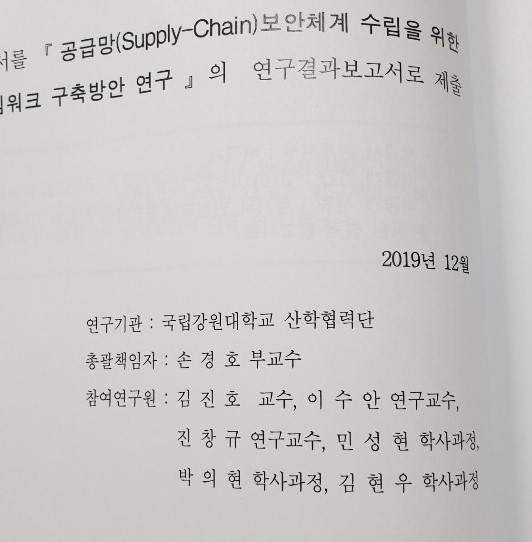 서를 『 공급망(Supply-Chain)보안체계 수립을 위한
워크 구축방안 연구 』 의 연구결과보고서로 제출
2019년 12월
연구기관 : 국립강원대학교 산학협력단
총괄책임자 : 손 경 호 부교수
참여연구원 : 김 진 호 교수, 이 수 안 연구교수,
진 창 규 연구교수, 민 성 현 학사과정,
박 의 현 학사과정, 김 현 우 학사과정